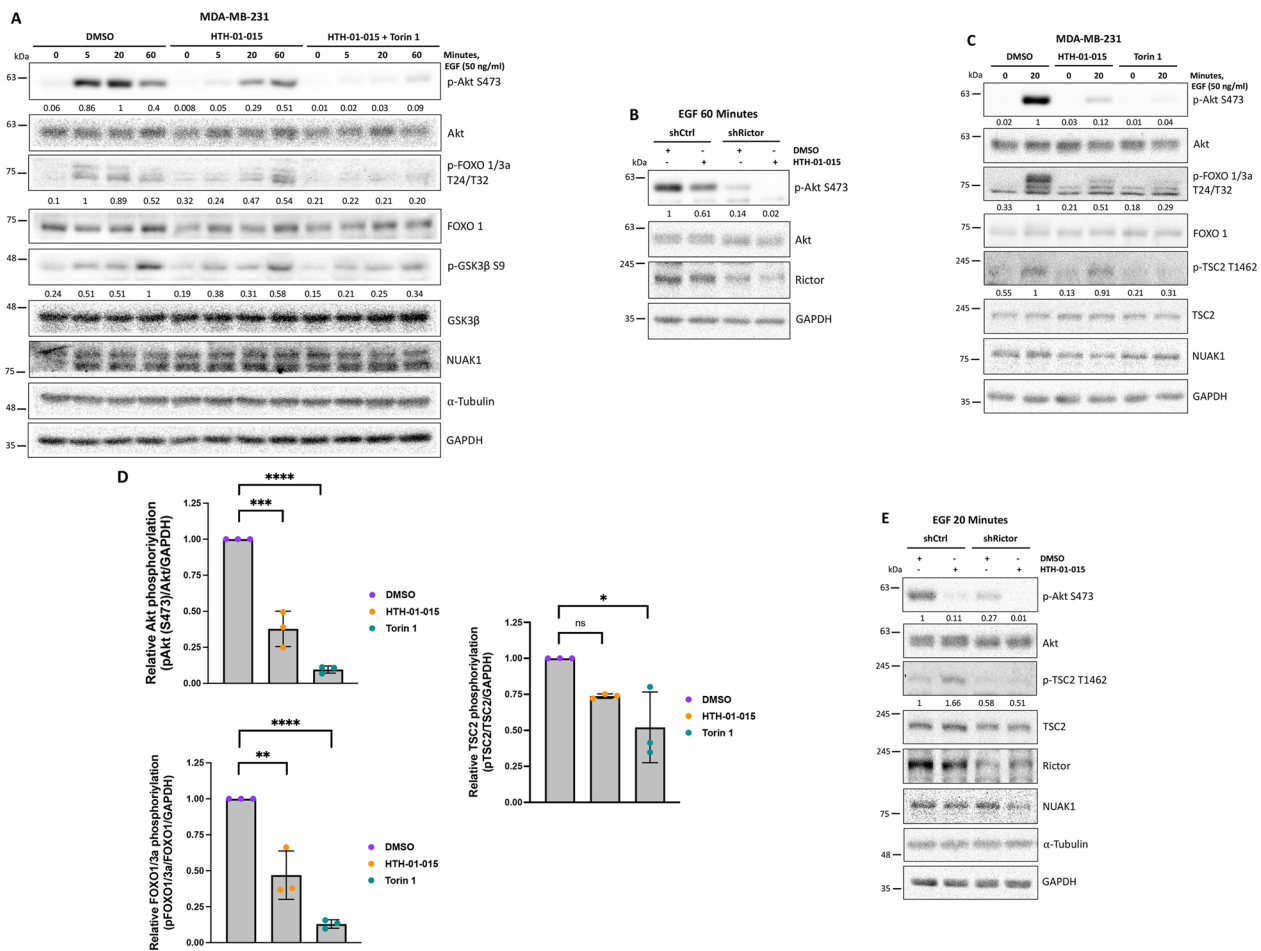 A
MDA-MB-231
DMSO HTH-01-015 HTH-01-015 + Torin 1
kDa 0 5 20 60 0 5 20 60 0 5 20 60 Minutes,
EGF (50 ng/ml)
63 p-Akt S473
0.06 0.86 1 0.4 0.008 0.05 0.29 0.51 0.01 0.02 0.03 0.09
63 Akt
p-FOXO 1/3a
75 T24/T32
0.1 1 0.89 0.52 0.32 0.24 0.47 0.54 0.21 0.22 0.21 0.20
75 FOXO 1
48 p-GSK3β S9
0.24 0.51 0.51 1 0.19 0.38 0.31 0.58 0.15 0.21 0.25 0.34
48 GSK3β
NUAK1
75
α-Tubulin
48
35 GAPDH
B
EGF 60 Minutes
shCtrl shRictor
+ - + - DMSO
kDa - + - + HTH-01-015
63 p-Akt S473
1 0.61 0.14 0.02
63 Akt
245 Rictor
35 GAPDH
C
MDA-MB-231
DMSO HTH-01-015 Torin 1
kDa 0 20 0 20 0 20 Minutes,
EGF (50 ng/ml)
63 p-Akt S473
0.02 1 0.03 0.12 0.01 0.04
63 Akt
p-FOXO 1/3a
75 T24/T32
0.33 1 0.21 0.51 0.18 0.29
75 FOXO 1
245 p-TSC2 T1462
0.55 1 0.13 0.91 0.21 0.31
245 TSC2
75 NUAK1
35 GAPDH
D
Relative Akt phosphoriylation
(pAkt (S473)/Akt/GAPDH)
1.25
1.00
0.75
0.50
0.25
0.00
****
***
DMSO
HTH-01-015
Torin 1
Relative FOXO1/3a phosphoriylation
(pFOXO1/3a/FOXO1/GAPDH)
1.25
1.00
0.75
0.50
0.25
0.00
****
**
DMSO
HTH-01-015
Torin 1
Relative TSC2 phosphoriylation
(pTSC2/TSC2/GAPDH)
1.25
1.00
0.75
0.50
0.25
0.00
*
ns
DMSO
HTH-01-015
Torin 1
E
EGF 20 Minutes
shCtrl shRictor
+ - + - DMSO
kDa - + - + HTH-01-015
63 p-Akt S473
1 0.11 0.27 0.01
63 Akt
245 p-TSC2 T1462
1 1.66 0.58 0.51
245 TSC2
245 Rictor
NUAK1
75
α-Tubulin
48
35 GAPDH